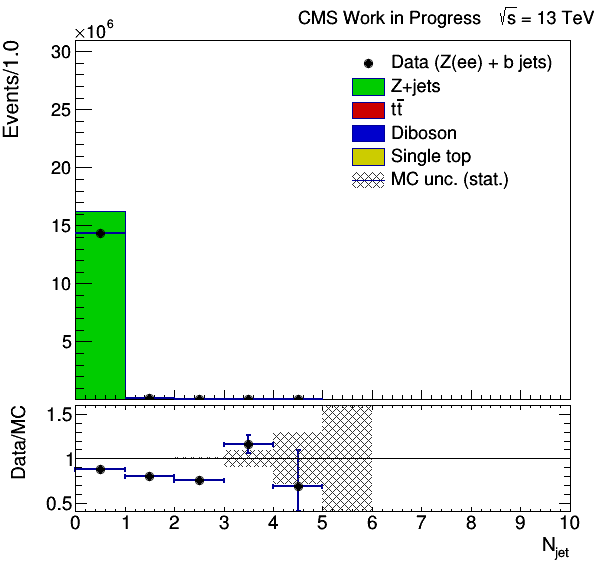 CMS Work in Progress √s = 13 TeV
×10⁶
Events/1.0
30
25
20
15
10
5
Data (Z(ee) + b jets)
Z+jets
tt̄
Diboson
Single top
MC unc. (stat.)
Data/MC
1.5
1
0.5
0 1 2 3 4 5 6 7 8 9 10
N_jet